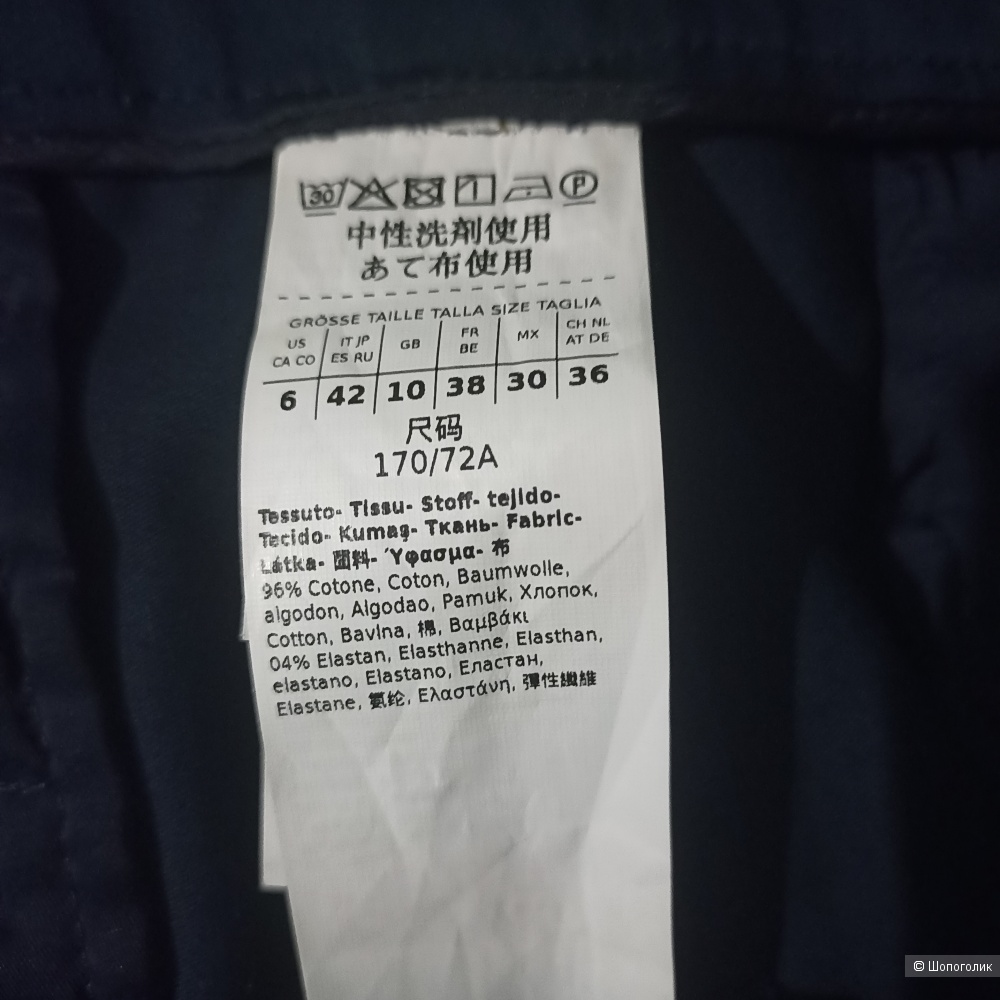 30 P
中性洗剤使用
あて布使用
GRÖSSE TAILLE TALLA SIZE TAGLIA
US CA CO IT JP ES RU GB FR BE MX CH NL AT DE
6 42 10 38 30 36
尺码
170/72A
Tessuto- Tissu- Stoff- tejido-
Tecido- Kumaş- Ткань- Fabric-
Látka- 面料- Ύφασμα- 布
96% Cotone, Coton, Baumwolle,
algodon, Algodao, Pamuk, Хлопок,
Cotton, Bavlna, 棉, Βαμβάκι
04% Elastan, Elasthanne, Elasthan,
elastano, Elastano, Еластан,
Elastane, 氨纶, Ελαστάνη, 彈性纖維
© Шопоголик